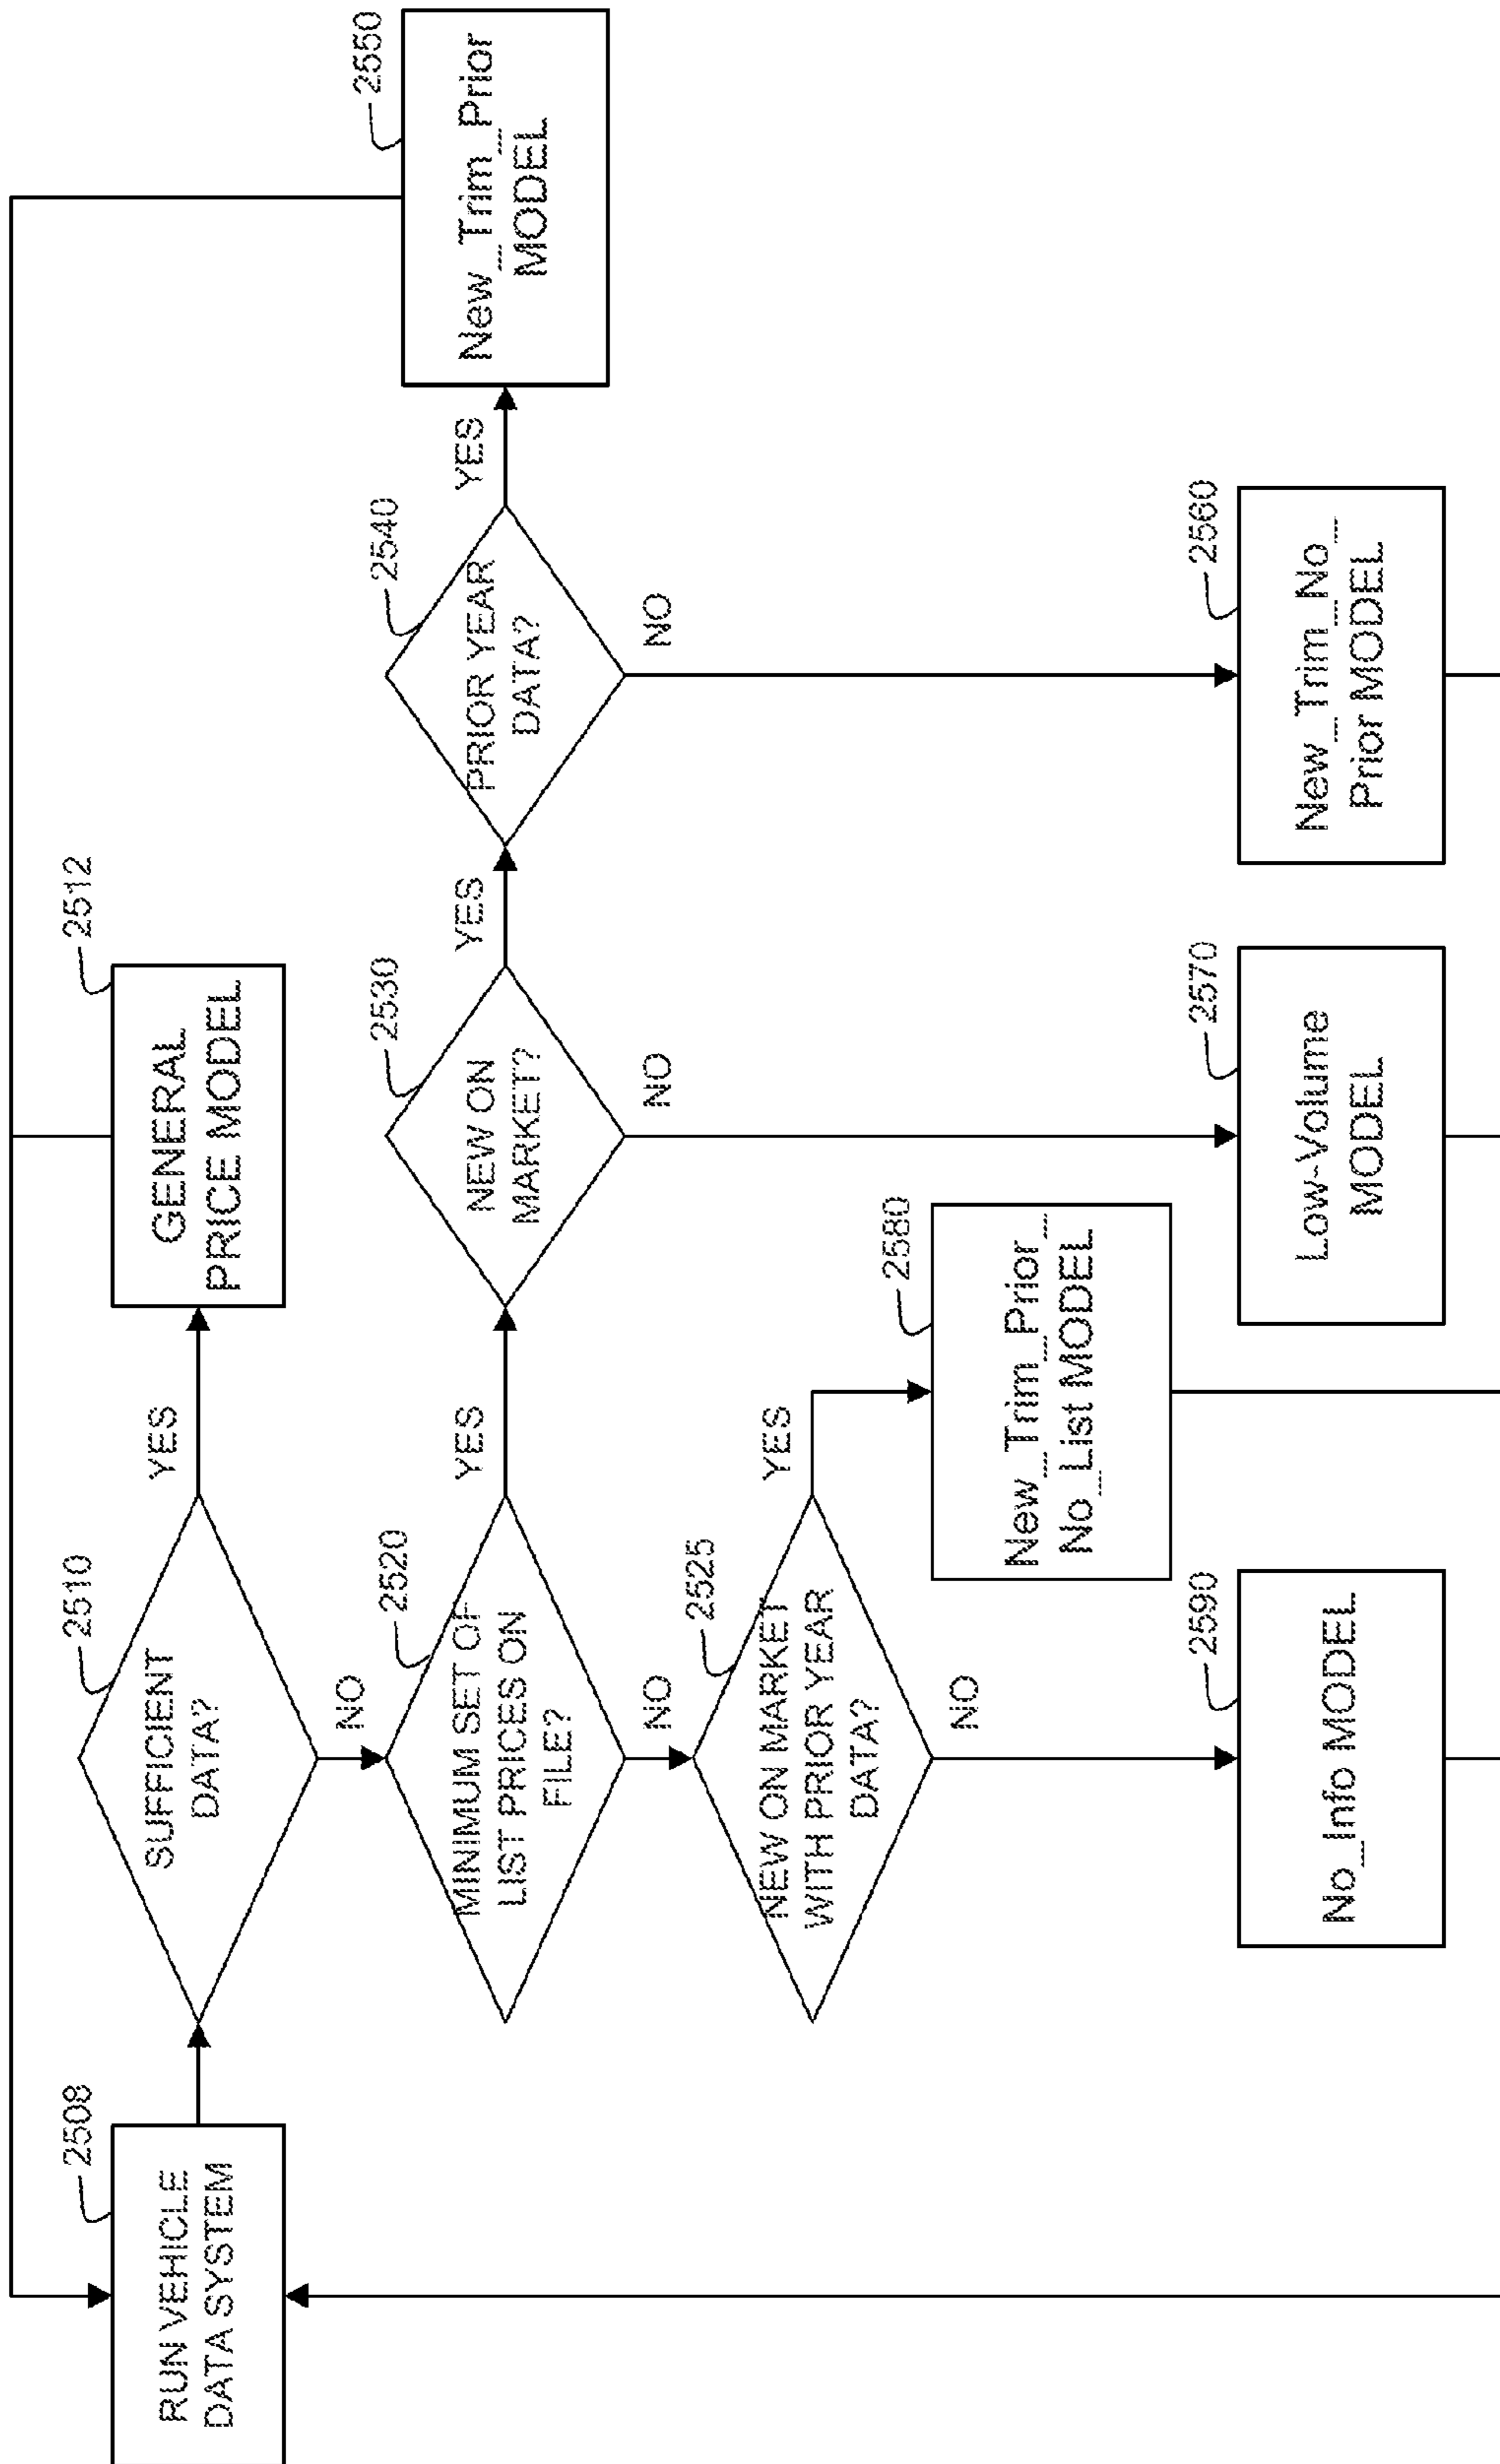 2508
RUN VEHICLE
DATA SYSTEM
2510
SUFFICIENT
DATA?
YES
NO
2512
GENERAL
PRICE MODEL
2520
MINIMUM SET OF
LIST PRICES ON
FILE?
YES
NO
2530
NEW ON
MARKET?
YES
NO
2540
PRIOR YEAR
DATA?
YES
NO
2550
New_Trim_Prior
MODEL
2525
NEW ON MARKET
WITH PRIOR YEAR
DATA?
YES
NO
2580
New_Trim_Prior_
No_List MODEL
2590
No_Info MODEL
2570
Low-Volume
MODEL
2560
New_Trim_No_
Prior MODEL